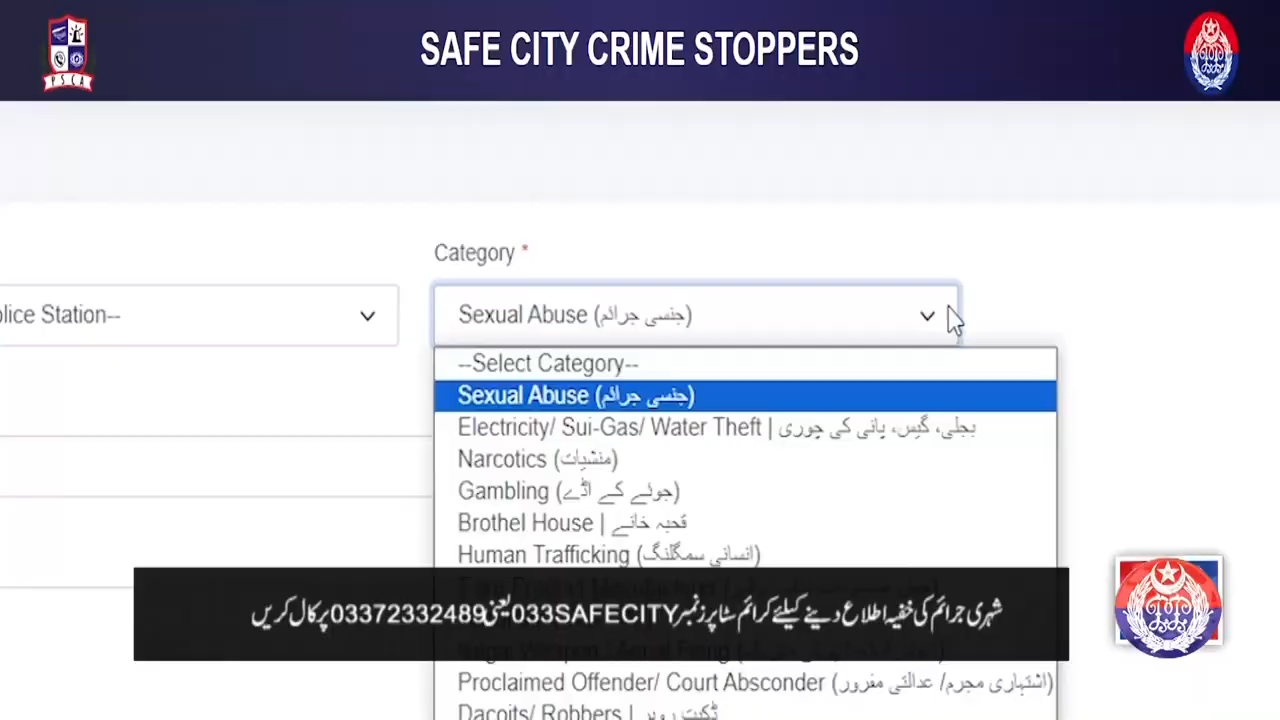 PSCA
SAFE CITY CRIME STOPPERS
Category *
olice Station--
Sexual Abuse (جنسی جرائم)
--Select Category--
Sexual Abuse (جنسی جرائم)
Electricity/ Sui-Gas/ Water Theft | بجلی، گیس، پانی کی چوری
Narcotics (منشیات)
Gambling (جوئے کے اڈے)
Brothel House | قحبہ خانے
Human Trafficking (انسانی سمگلنگ)
شہری جرائم کی خفیہ اطلاع دینے کیلئے کرائم سٹاپرز نمبر 033SAFECITY یعنی 03372332489 پر کال کریں
Proclaimed Offender/ Court Absconder (اشتہاری مجرم/ عدالتی مفرور)
Dacoits/ Robbers |